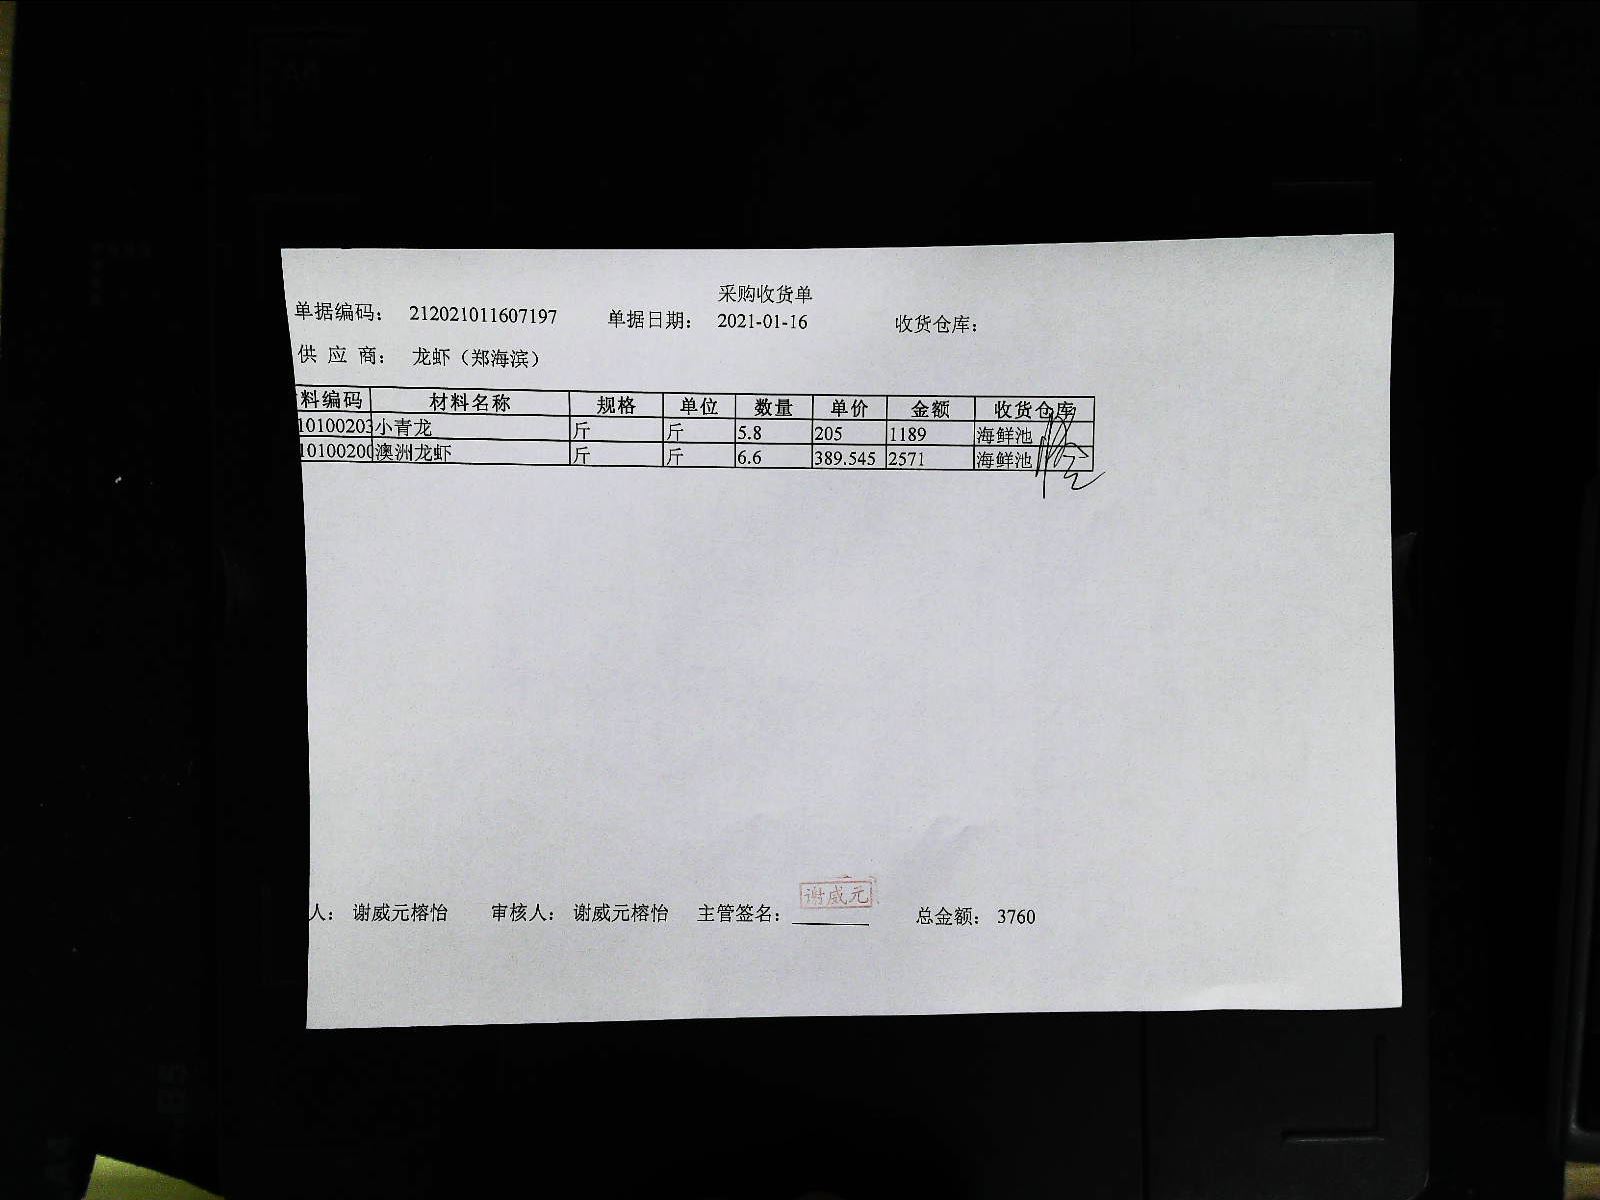 采购收货单
单据编码: 212021011607197 单据日期: 2021-01-16 收货仓库:
供 应 商: 龙虾（郑海滨）
料编码 材料名称 规格 单位 数量 单价 金额 收货仓库
10100203 小青龙 斤 斤 5.8 205 1189 海鲜池
10100200 澳洲龙虾 斤 斤 6.6 389.545 2571 海鲜池
谢威元
人: 谢威元榕怡 审核人: 谢威元榕怡 主管签名: 总金额: 3760